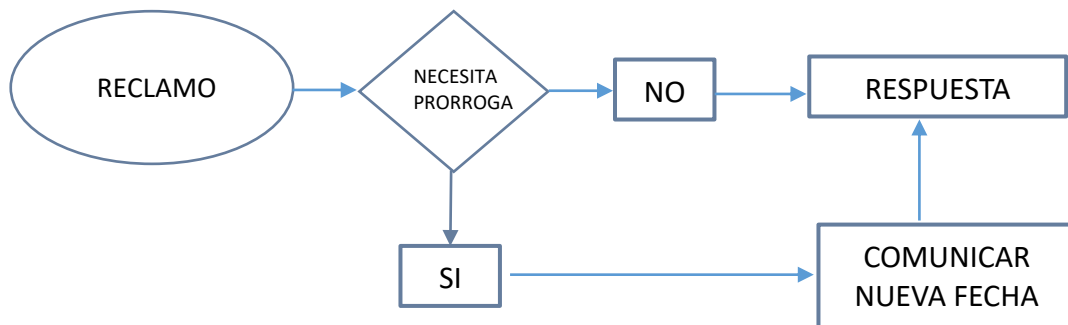 RECLAMO
NECESITA
PRORROGA
NO
RESPUESTA
SI
COMUNICAR
NUEVA FECHA